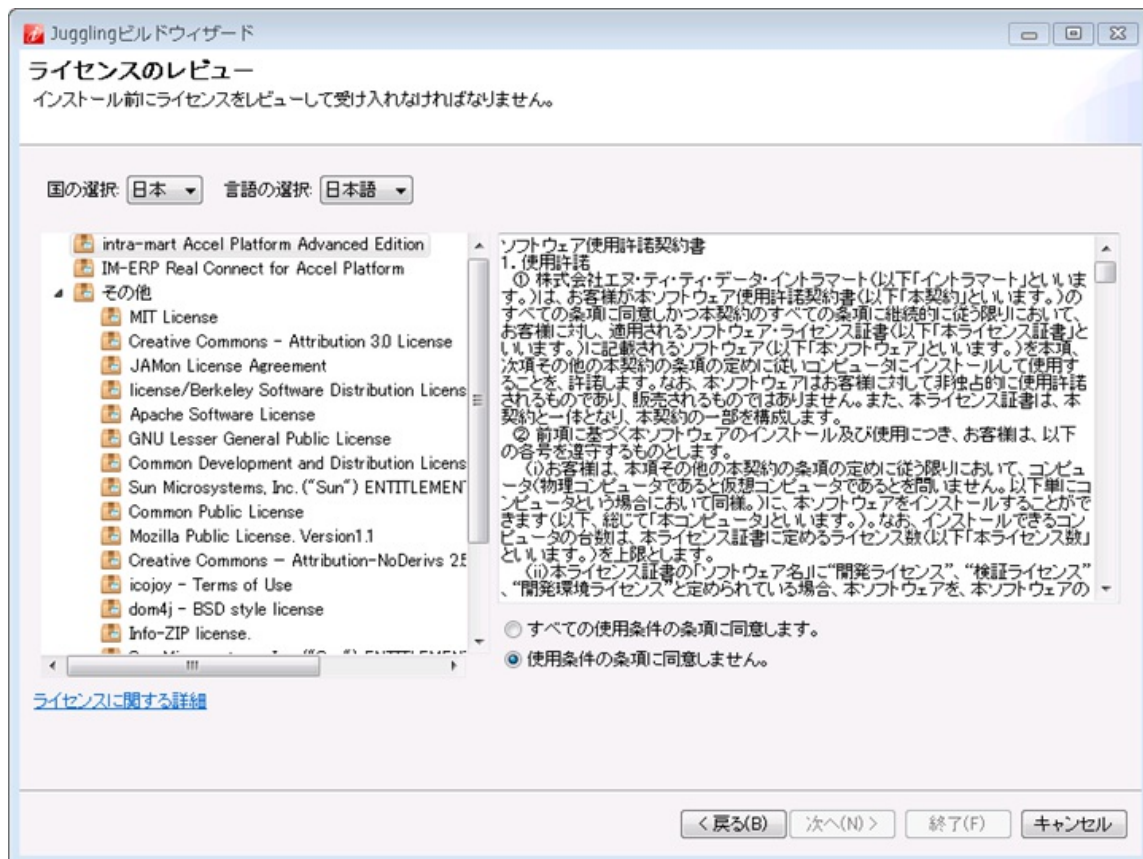 Jugglingビルドウィザード
ライセンスのレビュー
インストール前にライセンスをレビューして受け入れなければなりません。
国の選択: 日本 言語の選択: 日本語
intra-mart Accel Platform Advanced Edition
IM-ERP Real Connect for Accel Platform
その他
MIT License
Creative Commons - Attribution 3.0 License
JAMon License Agreement
license/Berkeley Software Distribution Licens
Apache Software License
GNU Lesser General Public License
Common Development and Distribution Licens
Sun Microsystems, Inc. ("Sun") ENTITLEMEN
Common Public License
Mozilla Public License. Version1.1
Creative Commons — Attribution-NoDerivs 2.5
icojoy - Terms of Use
dom4j - BSD style license
Info-ZIP license.
ソフトウェア使用許諾契約書
1. 使用許諾
① 株式会社エヌ・ティ・ティ・データ・イントラマート(以下「イントラマート」といいま
す。)は、お客様が本ソフトウェア使用許諾契約書(以下「本契約」といいます。)の
すべての条項に同意しかつ本契約のすべての条項に継続的に従う限りにおいて、
お客様に対し、適用されるソフトウェア・ライセンス証書(以下「本ライセンス証書」と
いいます。)に記載されるソフトウェア(以下「本ソフトウェア」といいます。)を本項、
次項その他の本契約の条項の定めに従いコンピュータにインストールして使用す
ることを、許諾します。なお、本ソフトウェアはお客様に対して非独占的に使用許諾
されるものであり、販売されるものではありません。また、本ライセンス証書は、本
契約と一体となり、本契約の一部を構成します。
② 前項に基づく本ソフトウェアのインストール及び使用につき、お客様は、以下
の各号を遵守するものとします。
(i)お客様は、本項その他の本契約の条項の定めに従う限りにおいて、コンピュ
ータ(物理コンピュータであると仮想コンピュータであるとを問いません。以下単にコ
ンピュータという場合において同様。)に、本ソフトウェアをインストールすることがで
きます(以下、総じて「本コンピュータ」といいます。)。なお、インストールできるコン
ピュータの台数は、本ライセンス証書に定めるライセンス数(以下「本ライセンス数」
といいます。)を上限とします。
(ii)本ライセンス証書の「ソフトウェア名」に“開発ライセンス”、“検証ライセンス”
、“開発環境ライセンス”と定められている場合、本ソフトウェアを、本ソフトウェアの
すべての使用条件の条項に同意します。
使用条件の条項に同意しません。
ライセンスに関する詳細
< 戻る(B) 次へ(N) > 終了(F) キャンセル